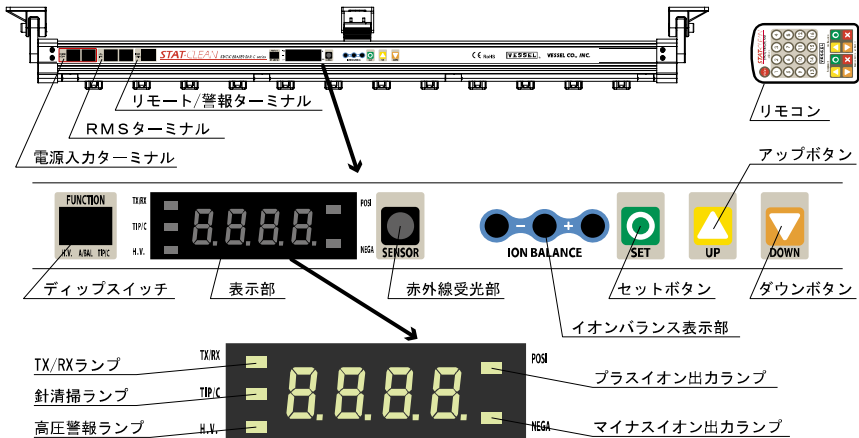 STAT-CLEAN
CE RoHS VESSEL VESSEL CO., INC.
リモート/警報ターミナル
RMSターミナル
電源入力ターミナル
リモコン
アップボタン
FUNCTION
H.V. A/BAL TIP/C
TX/RX
TIP/C
H.V.
8.8.8.8.
POSI
NEGA
SENSOR
− +
ION BALANCE
SET
UP
DOWN
ディップスイッチ
表示部
赤外線受光部
セットボタン
ダウンボタン
イオンバランス表示部
TX/RXランプ
針清掃ランプ
高圧警報ランプ
TX/RX
TIP/C
H.V.
8.8.8.8.
POSI
NEGA
プラスイオン出力ランプ
マイナスイオン出力ランプ